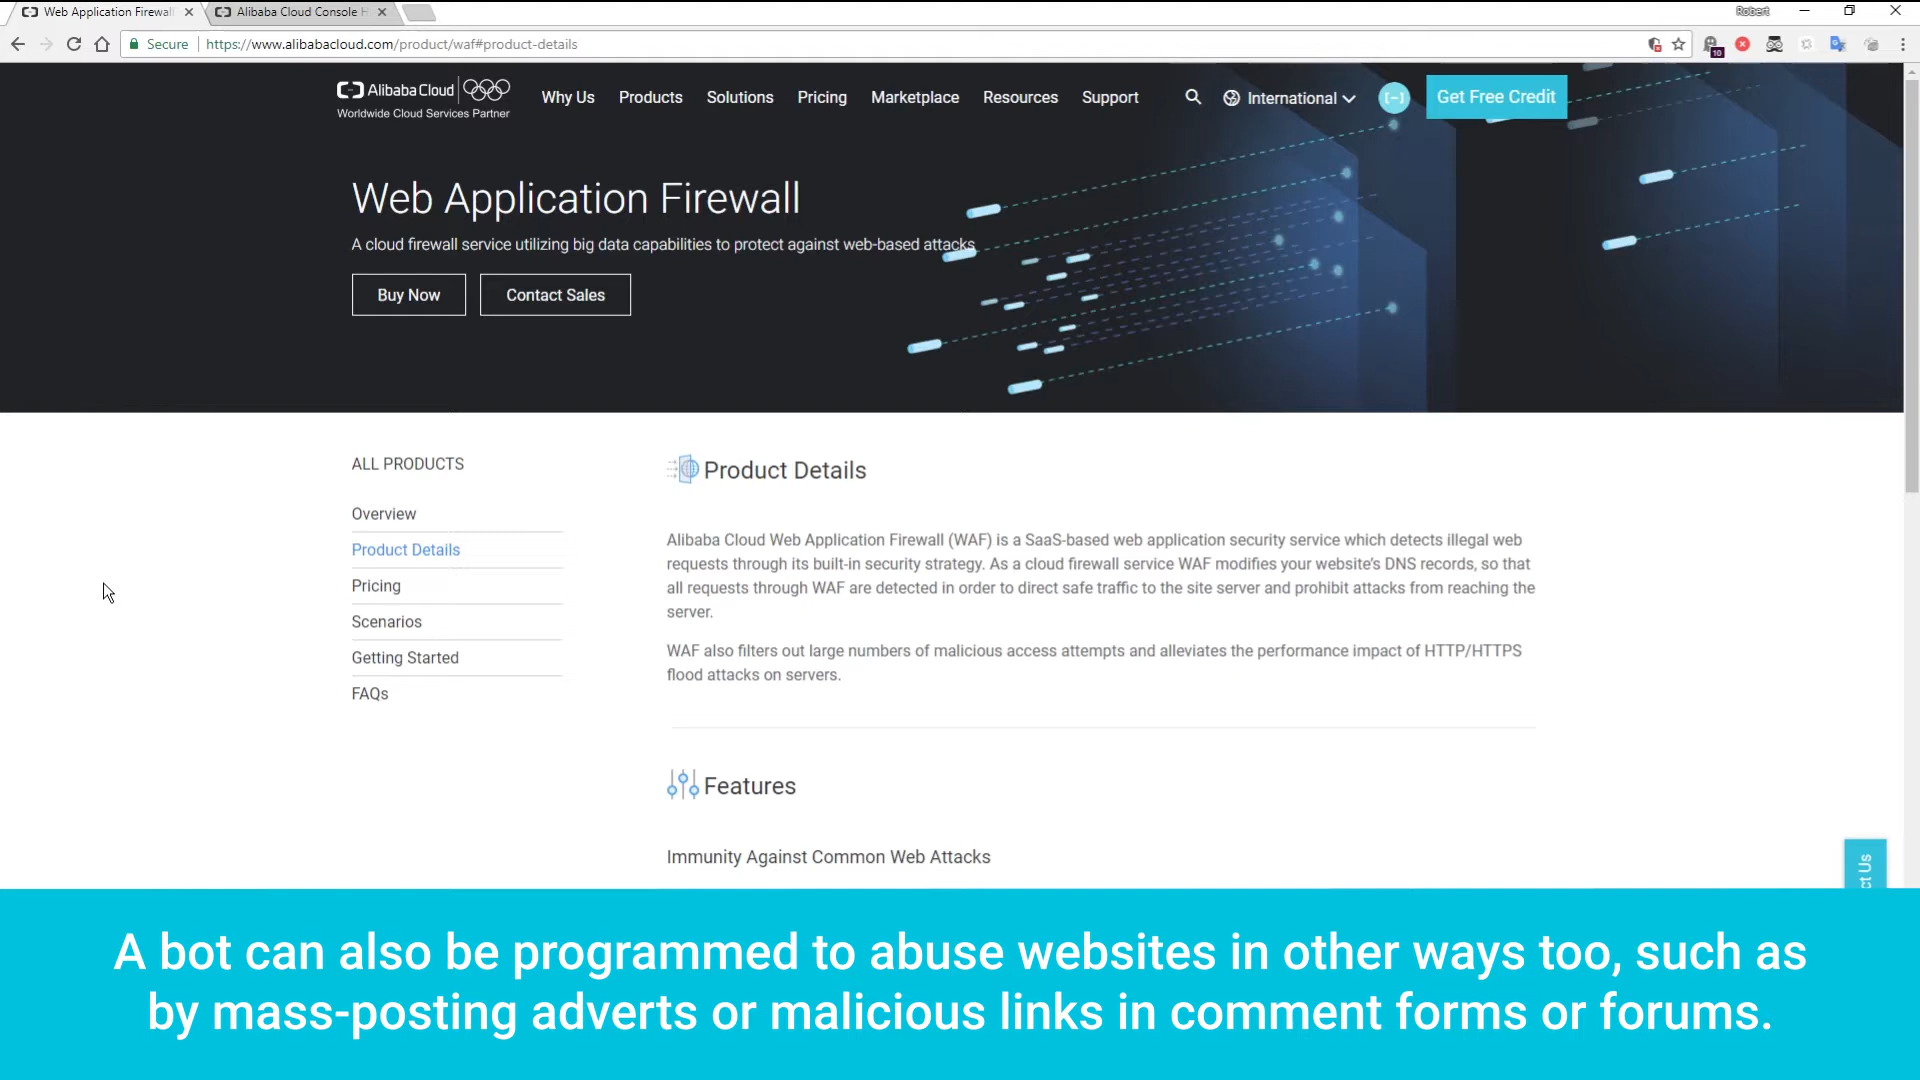 Web Application Firewall
Alibaba Cloud Console H
Robert
Secure
https://www.alibabacloud.com/product/waf#product-details
10
Alibaba Cloud
Worldwide Cloud Services Partner
Why Us
Products
Solutions
Pricing
Marketplace
Resources
Support
International
Get Free Credit
Web Application Firewall
A cloud firewall service utilizing big data capabilities to protect against web-based attacks
Buy Now
Contact Sales
ALL PRODUCTS
Overview
Product Details
Pricing
Scenarios
Getting Started
FAQs
Product Details
Alibaba Cloud Web Application Firewall (WAF) is a SaaS-based web application security service which detects illegal web
requests through its built-in security strategy. As a cloud firewall service WAF modifies your website's DNS records, so that
all requests through WAF are detected in order to direct safe traffic to the site server and prohibit attacks from reaching the
server.
WAF also filters out large numbers of malicious access attempts and alleviates the performance impact of HTTP/HTTPS
flood attacks on servers.
Features
Immunity Against Common Web Attacks
ct Us
A bot can also be programmed to abuse websites in other ways too, such as
by mass-posting adverts or malicious links in comment forms or forums.